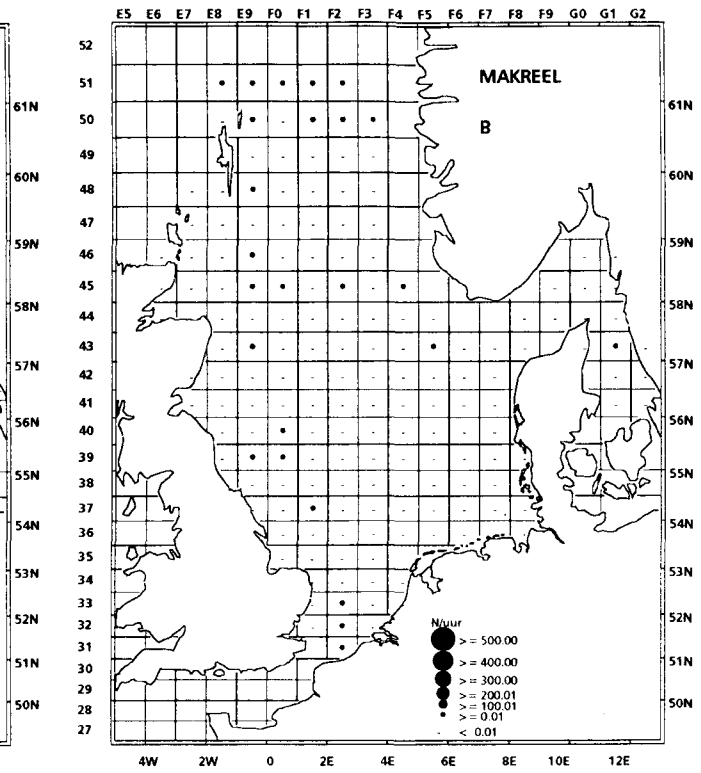 E5 E6 E7 E8 E9 F0 F1 F2 F3 F4 F5 F6 F7 F8 F9 G0 G1 G2
52
51
50
49
48
47
46
45
44
43
42
41
40
39
38
37
36
35
34
33
32
31
30
29
28
27
61N
60N
59N
58N
57N
56N
55N
54N
53N
52N
51N
50N
MAKREEL
B
61N
60N
59N
58N
57N
56N
55N
54N
53N
52N
51N
50N
N/uur
>= 500.00
>= 400.00
>= 300.00
>= 200.01
>= 100.01
>= 0.01
- < 0.01
4W 2W 0 2E 4E 6E 8E 10E 12E